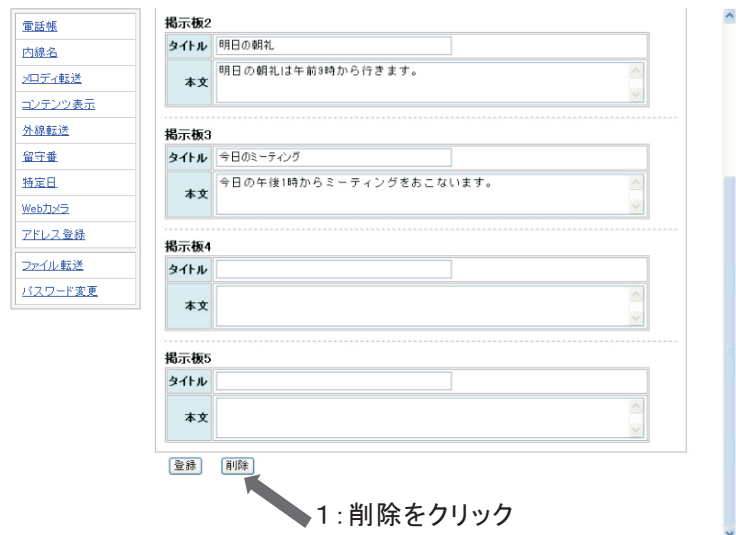 電話帳
内線名
メロディ転送
コンテンツ表示
外線転送
留守番
特定日
Webカメラ
アドレス登録
ファイル転送
パスワード変更
掲示板2
タイトル 明日の朝礼
本文 明日の朝礼は午前9時から行きます。
掲示板3
タイトル 今日のミーティング
本文 今日の午後1時からミーティングをおこないます。
掲示板4
タイトル
本文
掲示板5
タイトル
本文
登録 削除
1:削除をクリック